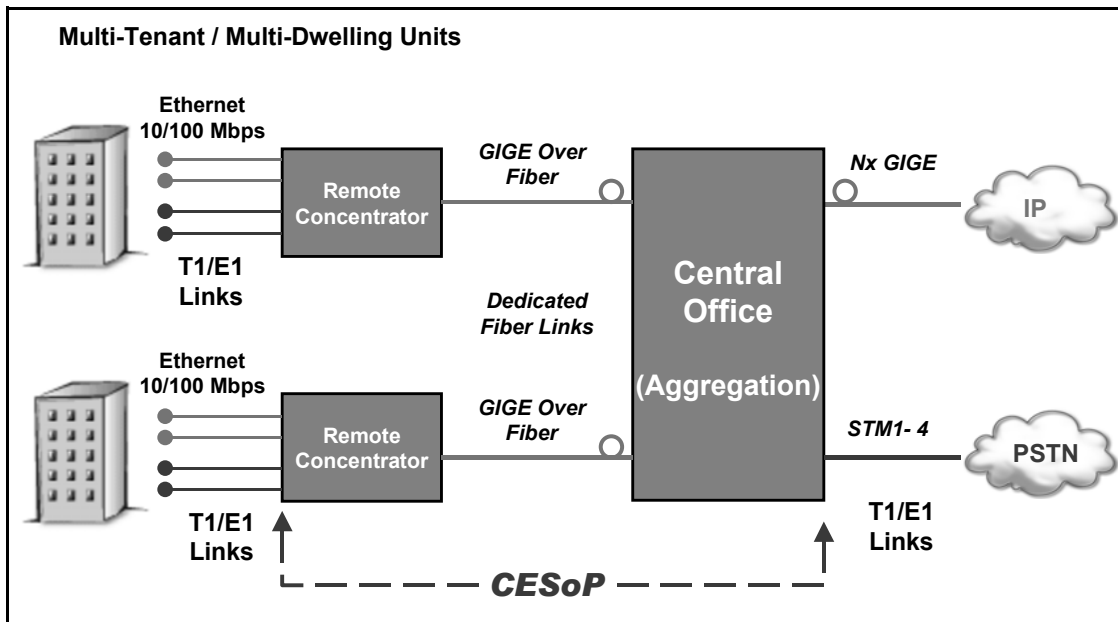 Multi-Tenant / Multi-Dwelling Units
Ethernet
10/100 Mbps
Remote
Concentrator
T1/E1
Links
GIGE Over
Fiber
Central
Office
(Aggregation)
Nx GIGE
IP
Dedicated
Fiber Links
Ethernet
10/100 Mbps
Remote
Concentrator
T1/E1
Links
GIGE Over
Fiber
STM1- 4
PSTN
T1/E1
Links
CESoP